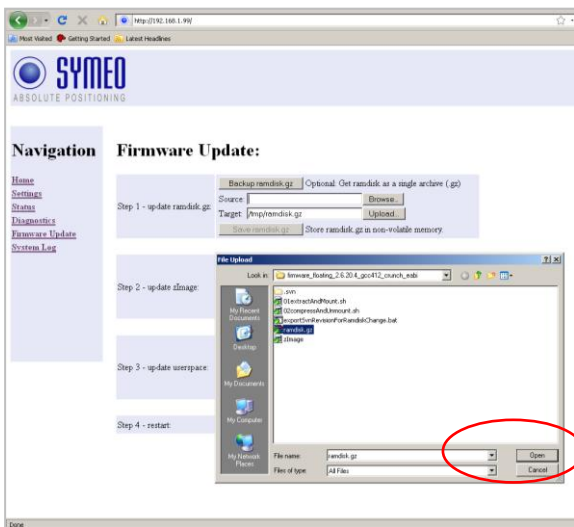 http://192.168.1.99/
Most Visited Getting Started Latest Headlines
SYMEO
ABSOLUTE POSITIONING
Navigation
Home
Settings
Status
Diagnostics
Firmware Update
System Log
Firmware Update:
Step 1 - update ramdisk.gz:
Backup ramdisk.gz Optional: Get ramdisk as a single archive (.gz)
Source: Browse...
Target: /tmp/ramdisk.gz Upload...
Save ramdisk.gz Store ramdisk.gz in non-volatile memory.
Step 2 - update zImage:
Step 3 - update userspace:
Step 4 - restart:
File Upload
Look in: firmware_floating_2.6.20.4_gcc412_crunch_eabi
My Recent Documents
Desktop
My Documents
My Computer
My Network Places
.svn
01extractAndMount.sh
02compressAndUnmount.sh
exportSvnRevisionForRamdiskChange.bat
ramdisk.gz
zImage
File name: ramdisk.gz Open
Files of type: All Files Cancel
Done